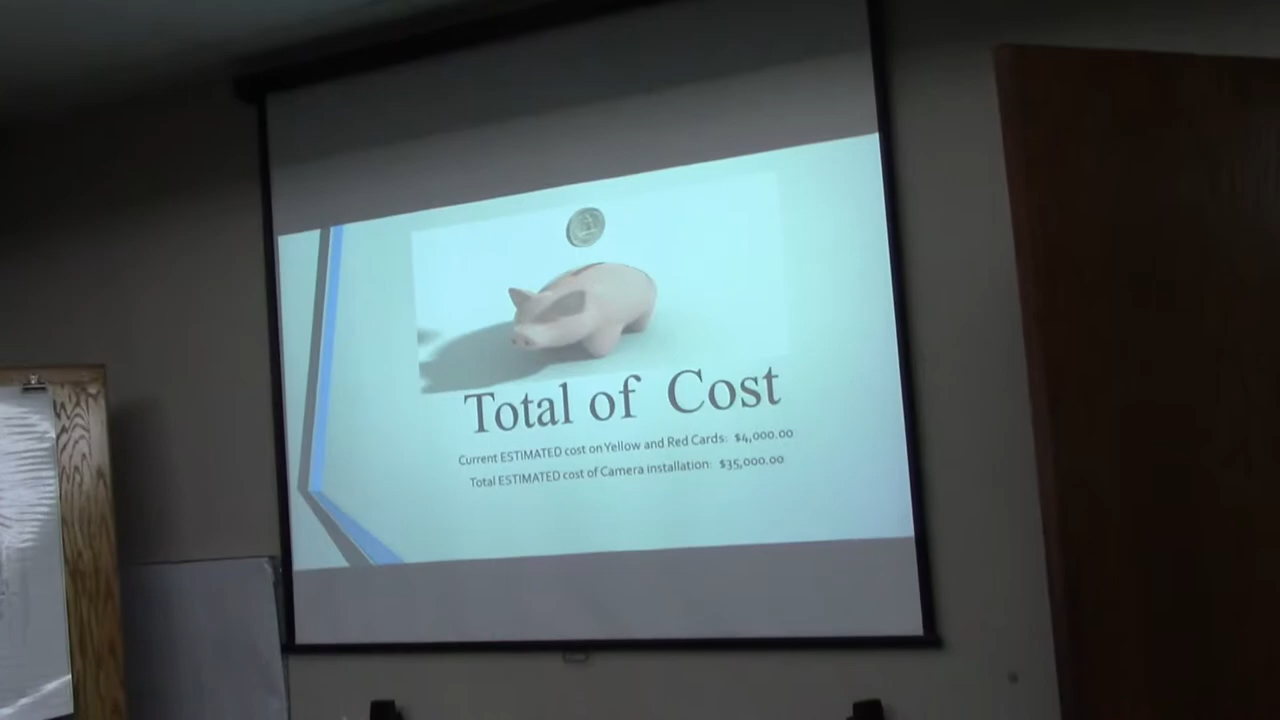 Total of Cost
Current ESTIMATED cost on Yellow and Red Cards: $4,000.00
Total ESTIMATED cost of Camera installation: $35,000.00